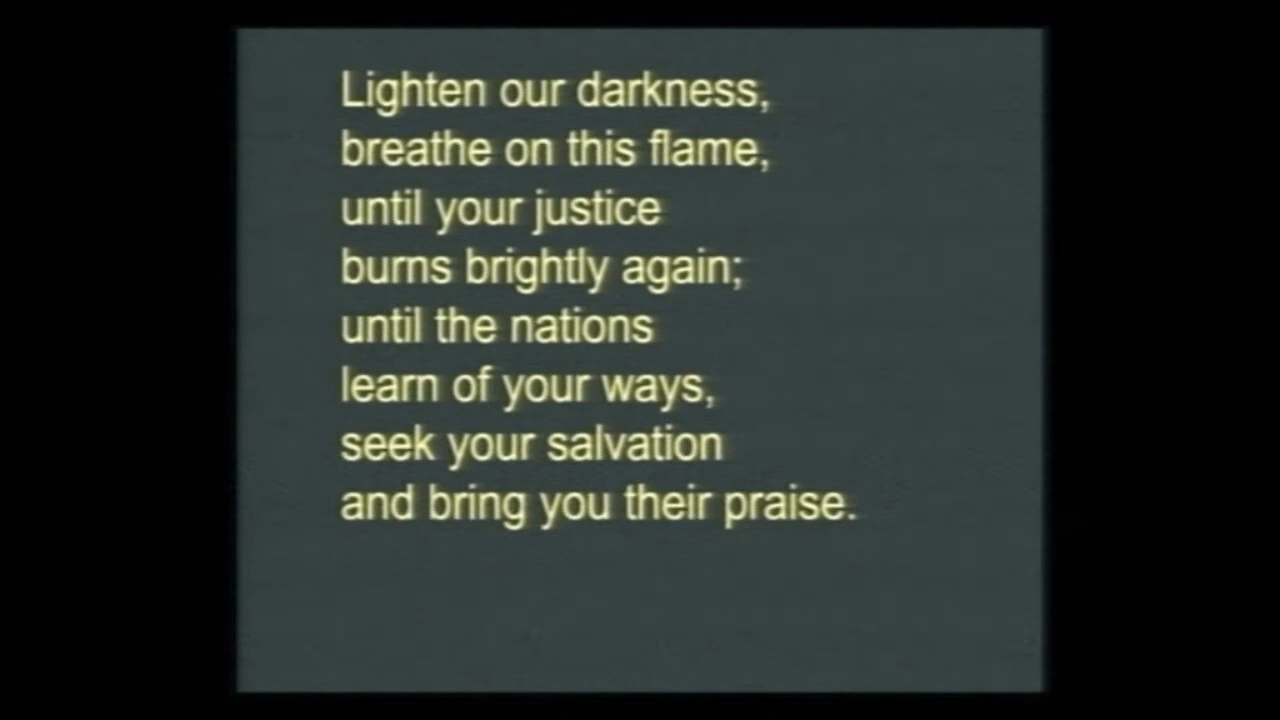 Lighten our darkness,
breathe on this flame,
until your justice
burns brightly again;
until the nations
learn of your ways,
seek your salvation
and bring you their praise.